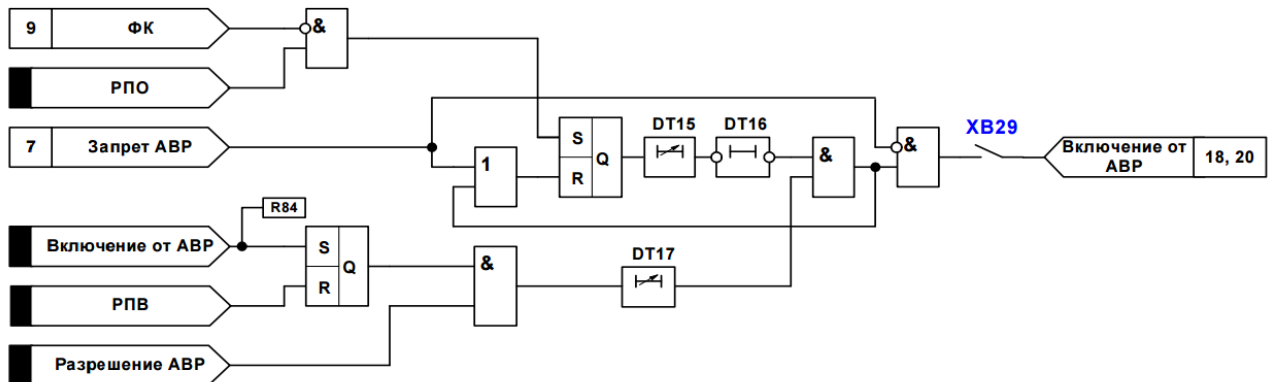 9 ФК
&
РПО
7 Запрет АВР
DT15 DT16
XB29
S
R
Q
1
&
&
Включение от АВР 18, 20
R84
Включение от АВР
S
R
Q
&
DT17
РПВ
Разрешение АВР